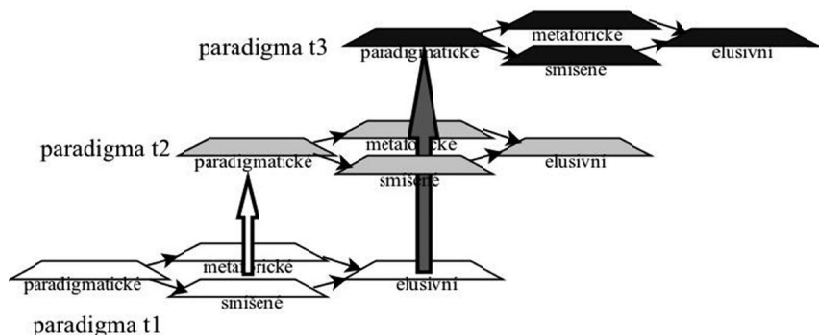 metaforické
paradigma t3
paradigmatické
elusivní
smíšené
metaforické
paradigma t2
paradigmatické
elusivní
smíšené
metaforické
paradigmatické
elusivní
smíšené
paradigma t1